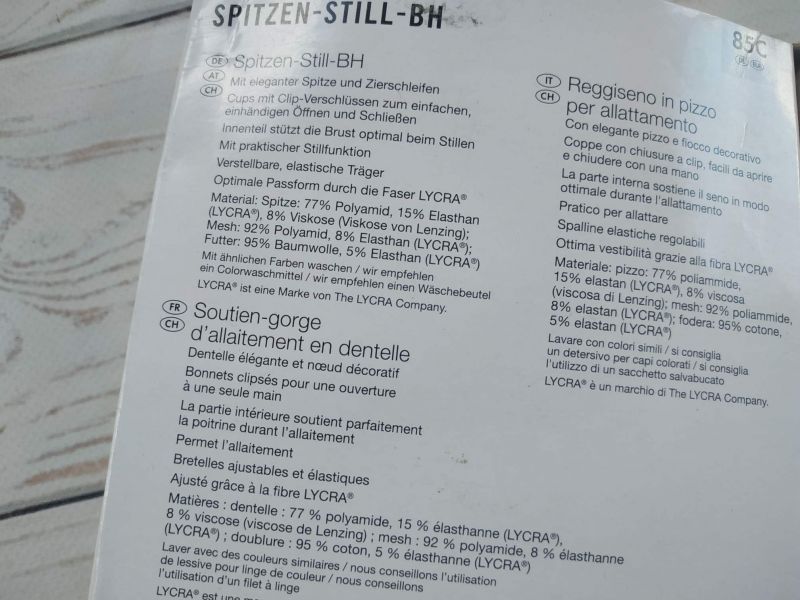 SPITZEN-STILL-BH
85C
DE EUR
DE AT CH Spitzen-Still-BH
Mit eleganter Spitze und Zierschleifen
Cups mit Clip-Verschlüssen zum einfachen,
einhändigen Öffnen und Schließen
Innenteil stützt die Brust optimal beim Stillen
Mit praktischer Stillfunktion
Verstellbare, elastische Träger
Optimale Passform durch die Faser LYCRA®
Material: Spitze: 77% Polyamid, 15% Elasthan
(LYCRA®), 8% Viskose (Viskose von Lenzing);
Mesh: 92% Polyamid, 8% Elasthan (LYCRA®);
Futter: 95% Baumwolle, 5% Elasthan (LYCRA®)
Mit ähnlichen Farben waschen / wir empfehlen
ein Colorwaschmittel / wir empfehlen einen Wäschebeutel
LYCRA® ist eine Marke von The LYCRA Company.
FR CH Soutien-gorge
d'allaitement en dentelle
Dentelle élégante et nœud décoratif
Bonnets clipsés pour une ouverture
à une seule main
La partie intérieure soutient parfaitement
la poitrine durant l'allaitement
Permet l'allaitement
Bretelles ajustables et élastiques
Ajusté grâce à la fibre LYCRA®
Matières : dentelle : 77 % polyamide, 15 % élasthanne (LYCRA®),
8 % viscose (viscose de Lenzing) ; mesh : 92 % polyamide, 8 % élasthanne
(LYCRA®) ; doublure : 95 % coton, 5 % élasthanne (LYCRA®)
Laver avec des couleurs similaires / nous conseillons l'utilisation
de lessive pour linge de couleur / nous conseillons
l'utilisation d'un filet à linge
LYCRA® est une
IT CH Reggiseno in pizzo
per allattamento
Con elegante pizzo e fiocco decorativo
Coppe con chiusure a clip, facili da aprire
e chiudere con una mano
La parte interna sostiene il seno in modo
ottimale durante l'allattamento
Pratico per allattare
Spalline elastiche regolabili
Ottima vestibilità grazie alla fibra LYCRA®
Materiale: pizzo: 77% poliammide,
15% elastan (LYCRA®), 8% viscosa
(viscosa di Lenzing); mesh: 92% poliammide,
8% elastan (LYCRA®); fodera: 95% cotone,
5% elastan (LYCRA®)
Lavare con colori simili / si consiglia
un detersivo per capi colorati / si consiglia
l'utilizzo di un sacchetto salvabucato
LYCRA® è un marchio di The LYCRA Company.